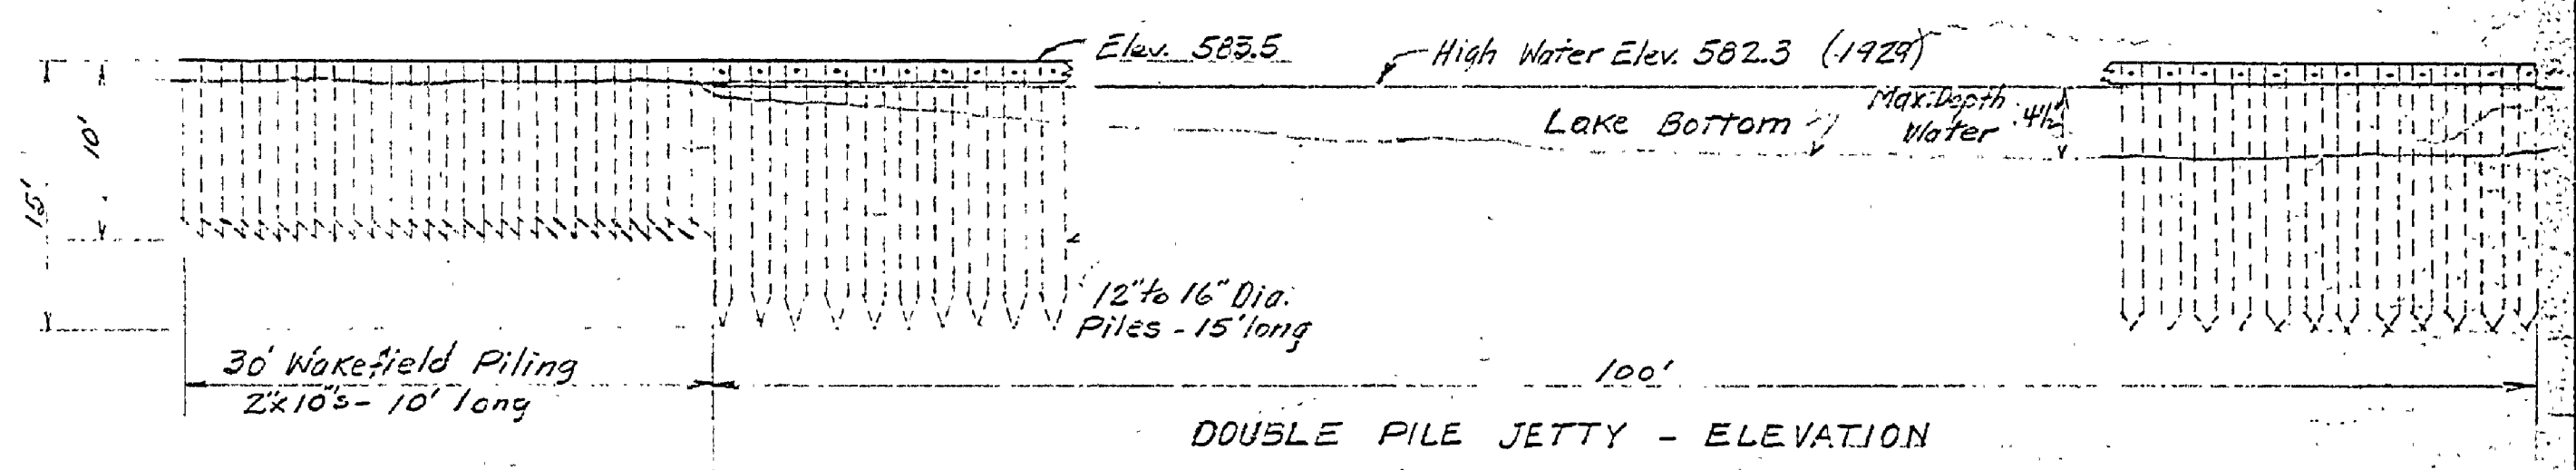 Elev. 583.5
High Water Elev. 582.3 (1929)
Max. Depth
Water
4½'
Lake Bottom
10'
15'
12" to 16" Dia.
Piles - 15' long
30' Wakefield Piling
2"x10"s - 10' long
100'
DOUBLE PILE JETTY - ELEVATION